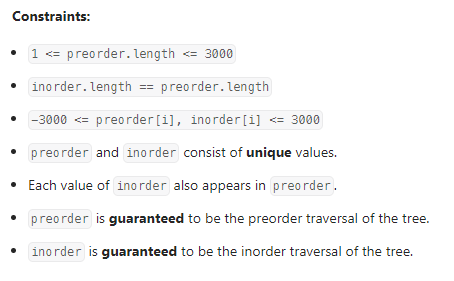 Constraints:
• 1 <= preorder.length <= 3000
• inorder.length == preorder.length
• -3000 <= preorder[i], inorder[i] <= 3000
• preorder and inorder consist of unique values.
• Each value of inorder also appears in preorder.
• preorder is guaranteed to be the preorder traversal of the tree.
• inorder is guaranteed to be the inorder traversal of the tree.